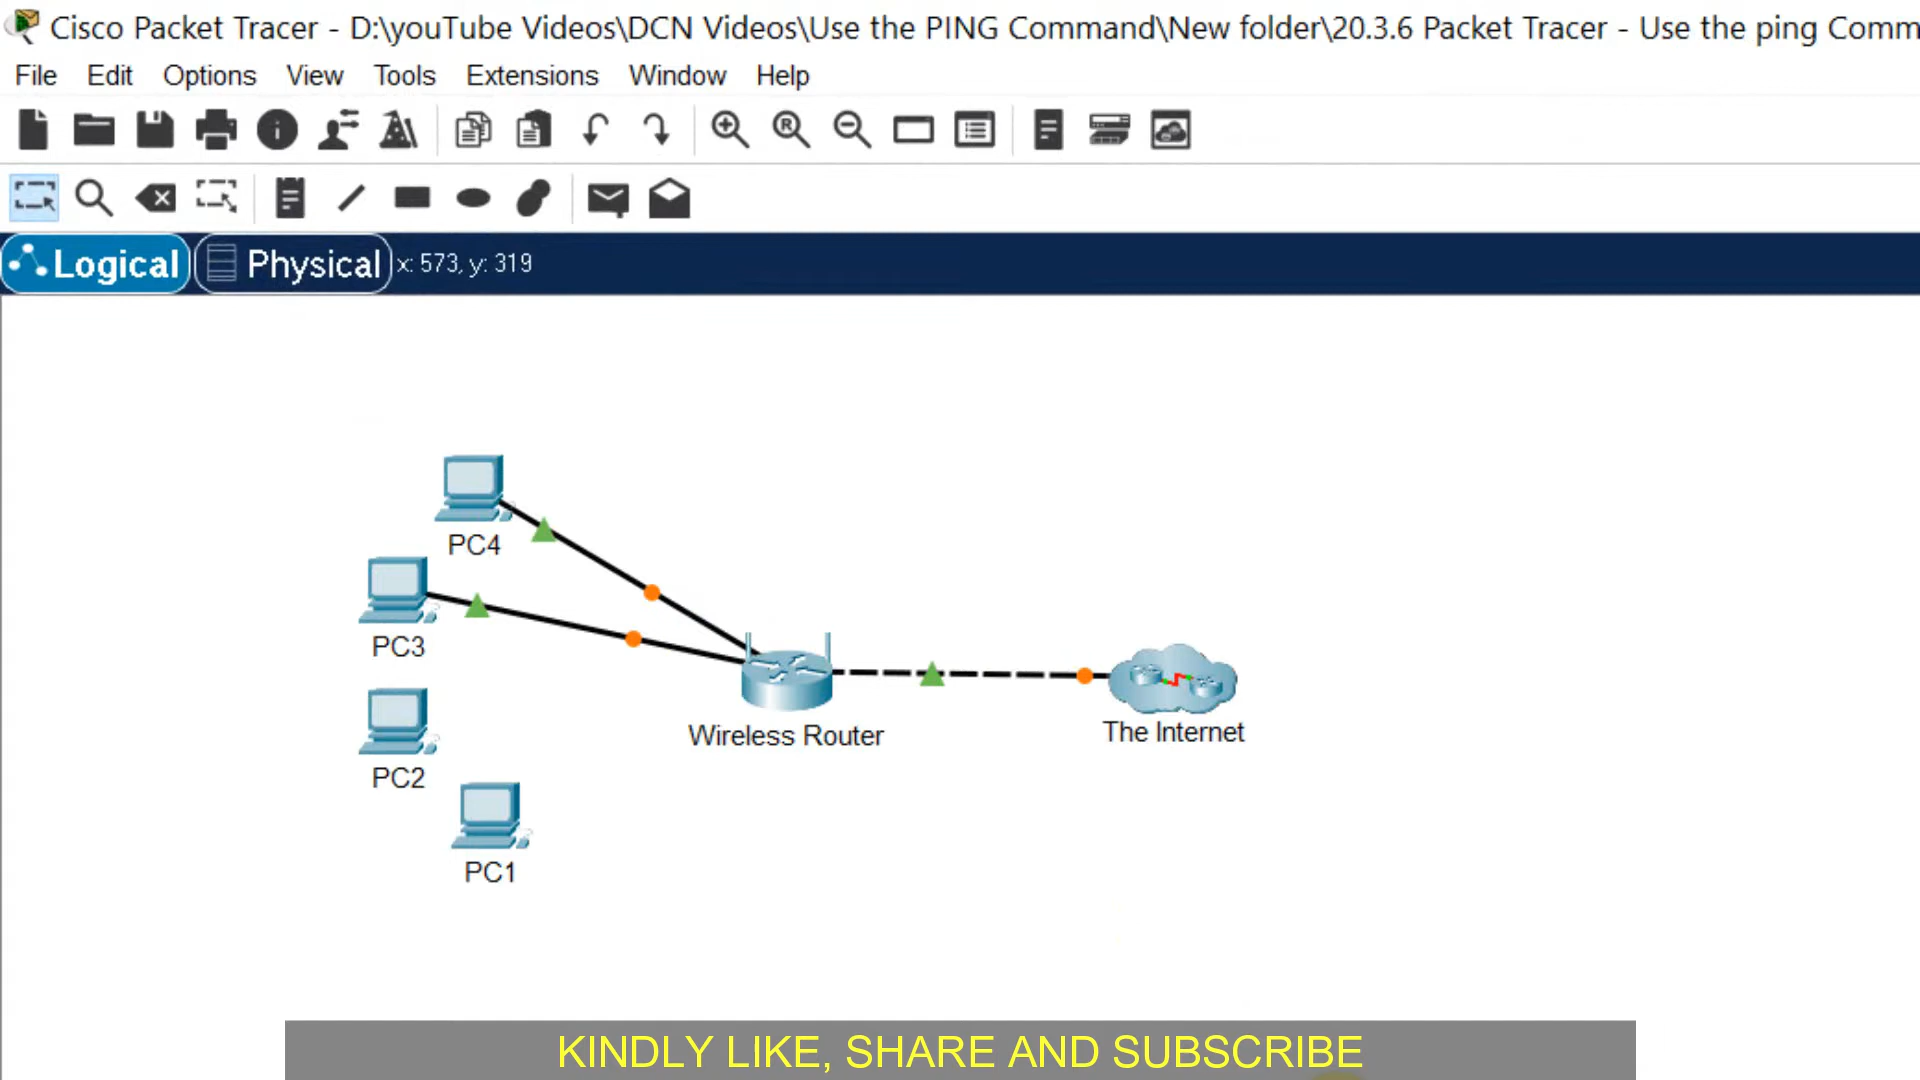 Cisco Packet Tracer - D:\youTube Videos\DCN Videos\Use the PING Command\New folder\20.3.6 Packet Tracer - Use the ping Comm
File Edit Options View Tools Extensions Window Help
Logical Physical x: 573, y: 319
PC4
PC3
Wireless Router
The Internet
PC2
PC1
KINDLY LIKE, SHARE AND SUBSCRIBE